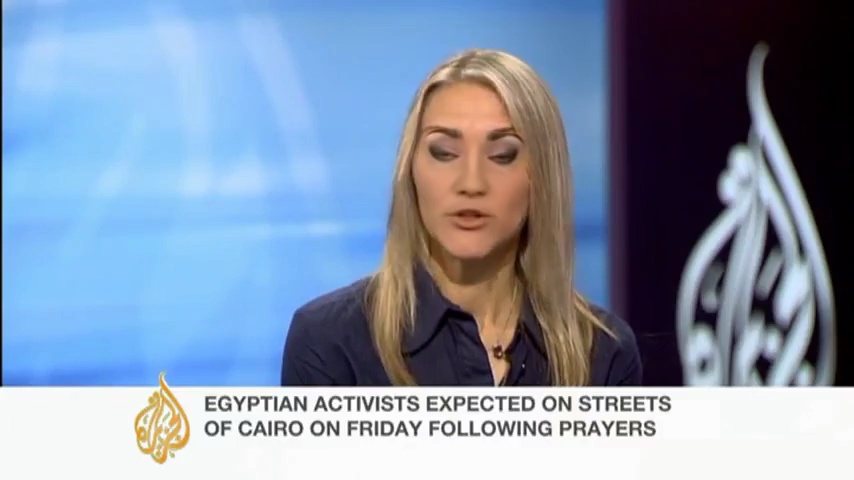 EGYPTIAN ACTIVISTS EXPECTED ON STREETS
OF CAIRO ON FRIDAY FOLLOWING PRAYERS